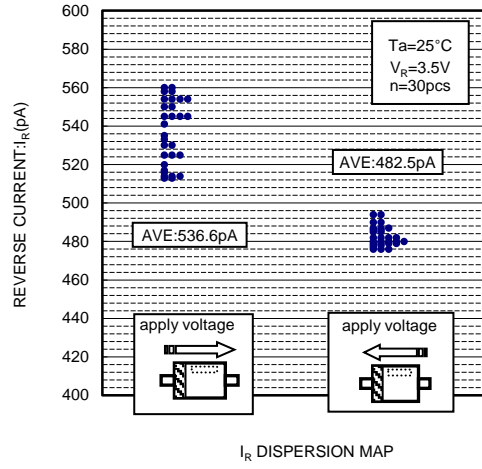 600
580
560
540
520
500
480
460
440
420
400
REVERSE CURRENT:IR(pA)
Ta=25°C
VR=3.5V
n=30pcs
AVE:482.5pA
AVE:536.6pA
apply voltage
apply voltage
IR DISPERSION MAP